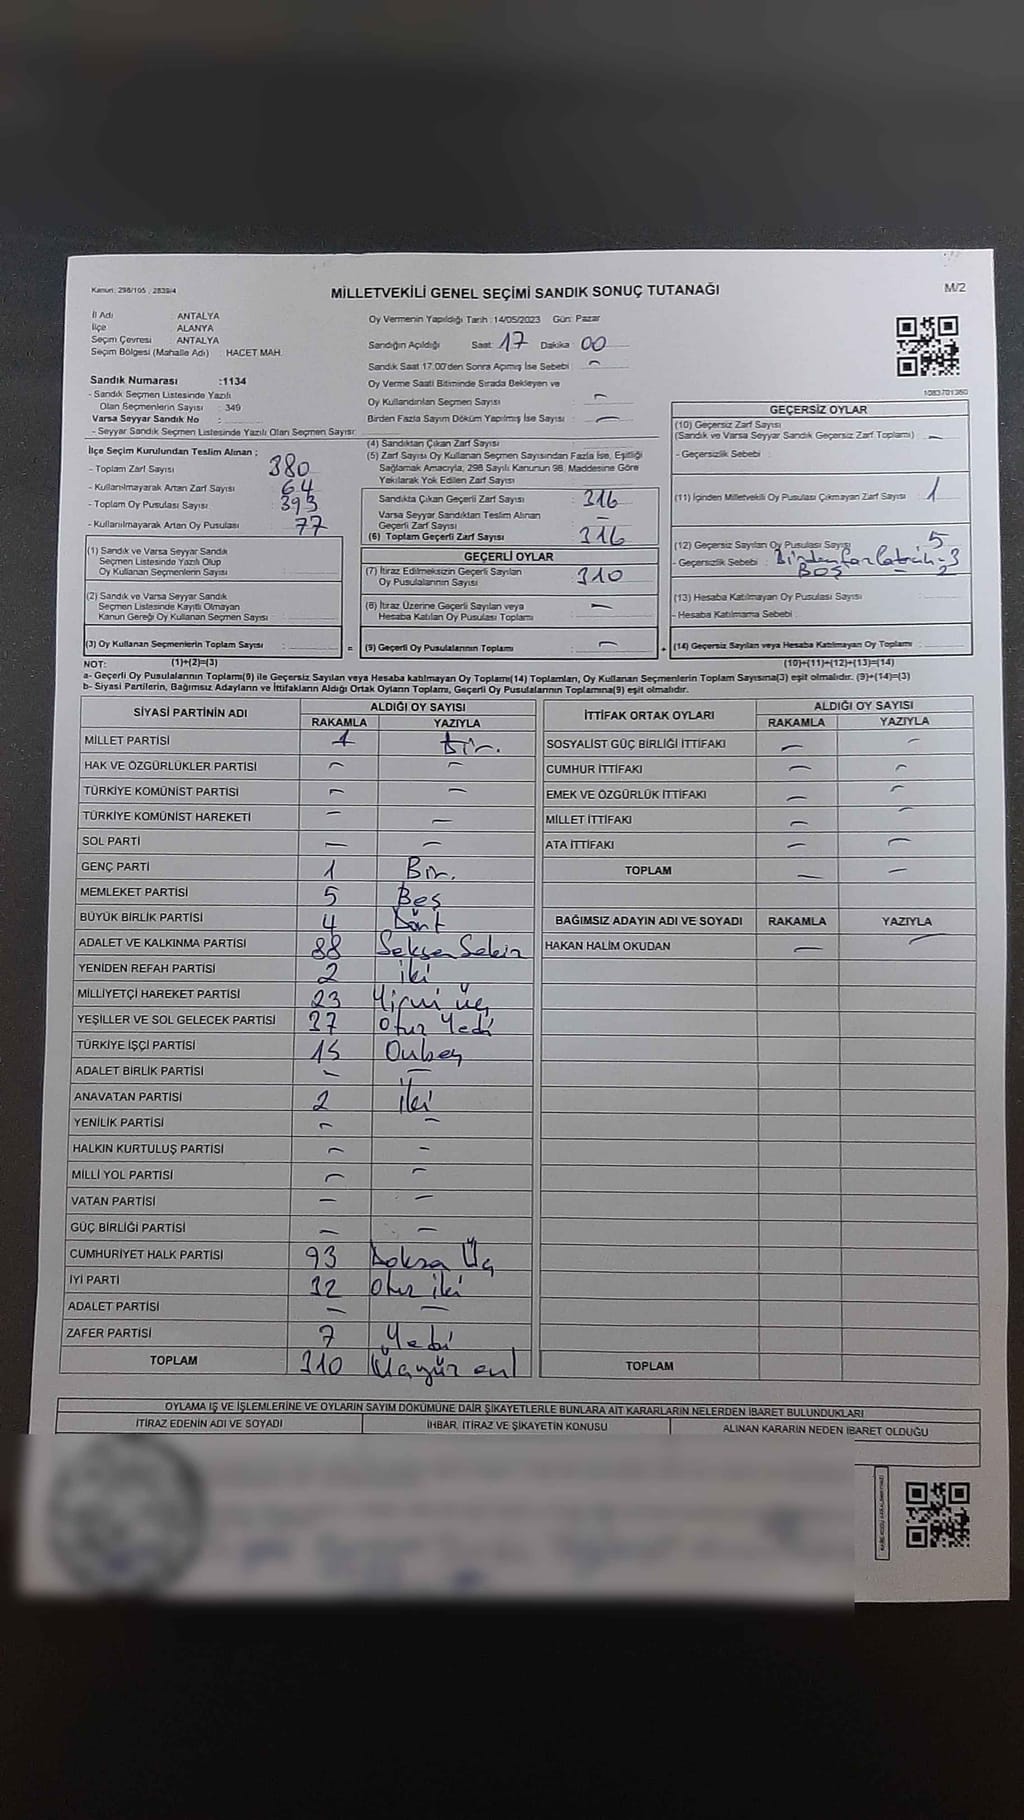 Kanun: 298/105 , 2839/4
MİLLETVEKİLİ GENEL SEÇİMİ SANDIK SONUÇ TUTANAĞI
M/2
İl Adı : ANTALYA
İlçe : ALANYA
Seçim Çevresi : ANTALYA
Seçim Bölgesi (Mahalle Adı) : HACET MAH.
Oy Vermenin Yapıldığı Tarih : 14/05/2023 Gün: Pazar
Sandığın Açıldığı Saat: 17 Dakika: 00
Sandık Saat 17.00'den Sonra Açımış İse Sebebi : —
Oy Verme Saati Bitiminde Sırada Bekleyen ve
Oy Kullandırılan Seçmen Sayısı : —
Birden Fazla Sayım Döküm Yapılmış İse Sayısı : —
1083701360
Sandık Numarası :1134
- Sandık Seçmen Listesinde Yazılı
Olan Seçmenlerin Sayısı : 349
Varsa Seyyar Sandık No :
- Seyyar Sandık Seçmen Listesinde Yazılı Olan Seçmen Sayısı:
İlçe Seçim Kurulundan Teslim Alınan ;
- Toplam Zarf Sayısı : 380
- Kullanılmayarak Artan Zarf Sayısı : 64
- Toplam Oy Pusulası Sayısı : 393
- Kullanılmayarak Artan Oy Pusulası : 77
(1) Sandık ve Varsa Seyyar Sandık
Seçmen Listesinde Yazılı Olup
Oy Kullanan Seçmenlerin Sayısı :
(2) Sandık ve Varsa Seyyar Sandık
Seçmen Listesinde Kayıtlı Olmayan
Kanun Gereği Oy Kullanan Seçmen Sayısı :
(3) Oy Kullanan Seçmenlerin Toplam Sayısı :
=
(4) Sandıktan Çıkan Zarf Sayısı :
(5) Zarf Sayısı Oy Kullanan Seçmen Sayısından Fazla İse, Eşitliği
Sağlamak Amacıyla, 298 Sayılı Kanunun 98. Maddesine Göre
Yakılarak Yok Edilen Zarf Sayısı :
Sandıkta Çıkan Geçerli Zarf Sayısı : 316
Varsa Seyyar Sandıktan Teslim Alınan
Geçerli Zarf Sayısı : —
(6) Toplam Geçerli Zarf Sayısı : 316
GEÇERLİ OYLAR
(7) İtiraz Edilmeksizin Geçerli Sayılan
Oy Pusulalarının Sayısı : 310
(8) İtiraz Üzerine Geçerli Sayılan veya
Hesaba Katılan Oy Pusulası Toplamı : —
(9) Geçerli Oy Pusulalarının Toplamı : —
+
GEÇERSİZ OYLAR
(10) Geçersiz Zarf Sayısı
(Sandık ve Varsa Seyyar Sandık Geçersiz Zarf Toplamı) : —
- Geçersizlik Sebebi :
(11) İçinden Milletvekili Oy Pusulası Çıkmayan Zarf Sayısı : 1
(12) Geçersiz Sayılan Oy Pusulası Sayısı : 5
- Geçersizlik Sebebi : -3
BOŞ - 2
(13) Hesaba Katılmayan Oy Pusulası Sayısı :
- Hesaba Katılmama Sebebi :
(14) Geçersiz Sayılan veya Hesaba Katılmayan Oy Toplamı :
NOT: (1)+(2)=(3)
(10)+(11)+(12)+(13)=(14)
a- Geçerli Oy Pusulalarının Toplamı(9) ile Geçersiz Sayılan veya Hesaba katılmayan Oy Toplamı(14) Toplamları, Oy Kullanan Seçmenlerin Toplam Sayısına(3) eşit olmalıdır. (9)+(14)=(3)
b- Siyasi Partilerin, Bağımsız Adayların ve İttifakların Aldığı Ortak Oyların Toplamı, Geçerli Oy Pusulalarının Toplamına(9) eşit olmalıdır.
SİYASİ PARTİNİN ADI ALDIĞI OY SAYISI
RAKAMLA YAZIYLA
MİLLET PARTİSİ 1 Bir.
HAK VE ÖZGÜRLÜKLER PARTİSİ — —
TÜRKİYE KOMÜNİST PARTİSİ — —
TÜRKİYE KOMÜNİST HAREKETİ — —
SOL PARTİ — —
GENÇ PARTİ 1 Bir.
MEMLEKET PARTİSİ 5 Beş
BÜYÜK BİRLİK PARTİSİ 4 Dört
ADALET VE KALKINMA PARTİSİ 88 Seksen Sekiz
YENİDEN REFAH PARTİSİ 2 iki
MİLLİYETÇİ HAREKET PARTİSİ 23 Yirmi üç
YEŞİLLER VE SOL GELECEK PARTİSİ 37 Otuz Yedi
TÜRKİYE İŞÇİ PARTİSİ 15 Onbeş
ADALET BİRLİK PARTİSİ — —
ANAVATAN PARTİSİ 2 iki
YENİLİK PARTİSİ — —
HALKIN KURTULUŞ PARTİSİ — —
MİLLİ YOL PARTİSİ — —
VATAN PARTİSİ — —
GÜÇ BİRLİĞİ PARTİSİ — —
CUMHURİYET HALK PARTİSİ 93 Doksan Üç
İYİ PARTİ 32 Otuz iki
ADALET PARTİSİ — —
ZAFER PARTİSİ 7 Yedi
TOPLAM 310 Üçyüz on
İTTİFAK ORTAK OYLARI ALDIĞI OY SAYISI
RAKAMLA YAZIYLA
SOSYALİST GÜÇ BİRLİĞİ İTTİFAKI — —
CUMHUR İTTİFAKI — —
EMEK VE ÖZGÜRLÜK İTTİFAKI — —
MİLLET İTTİFAKI — —
ATA İTTİFAKI — —
TOPLAM — —
BAĞIMSIZ ADAYIN ADI VE SOYADI RAKAMLA YAZIYLA
HAKAN HALİM OKUDAN — —
TOPLAM
OYLAMA İŞ VE İŞLEMLERİNE VE OYLARIN SAYIM DÖKÜMÜNE DAİR ŞİKAYETLERLE BUNLARA AİT KARARLARIN NELERDEN İBARET BULUNDUKLARI
İTİRAZ EDENİN ADI VE SOYADI İHBAR, İTİRAZ VE ŞİKAYETİN KONUSU ALINAN KARARIN NEDEN İBARET OLDUĞU